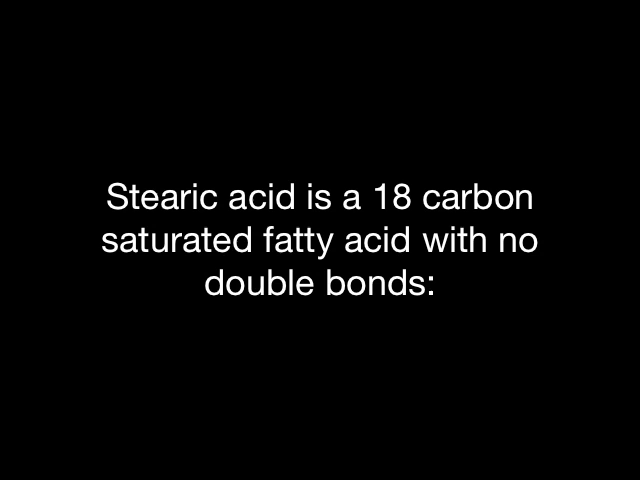 Stearic acid is a 18 carbon
saturated fatty acid with no
double bonds: